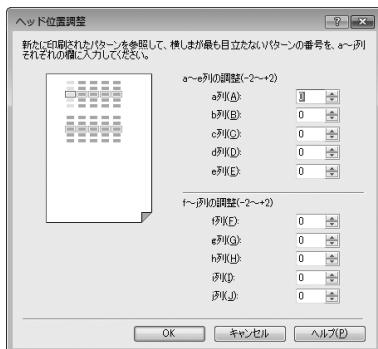 ヘッド位置調整
新たに印刷されたパターンを参照して、横しまが最も目立たないパターンの番号を、a～j列
それぞれの欄に入力してください。
a～e列の調整(-2～+2)
a列(A):
b列(B): 0
c列(C): 0
d列(D): 0
e列(E): 0
f～j列の調整(-2～+2)
f列(F): 0
g列(G): 0
h列(H): 0
i列(I): 0
j列(J): 0
OK キャンセル ヘルプ(P)